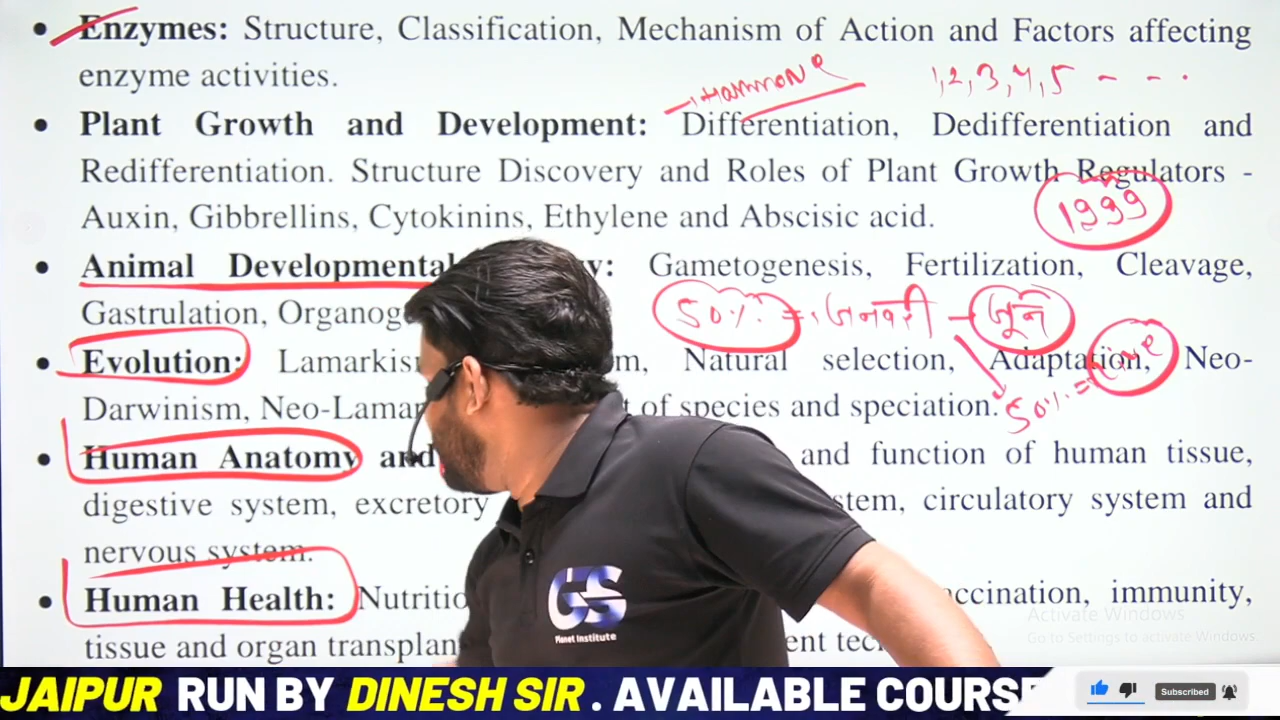 • Enzymes: Structure, Classification, Mechanism of Action and Factors affecting
enzyme activities.
Hormone
1,2,3,4,5 - - .
• Plant Growth and Development: Differentiation, Dedifferentiation and
Redifferentiation. Structure Discovery and Roles of Plant Growth Regulators -
Auxin, Gibbrellins, Cytokinins, Ethylene and Abscisic acid.
1999
• Animal Developmental y: Gametogenesis, Fertilization, Cleavage,
Gastrulation, Organog
50% = जनवरी - जून
• Evolution: Lamarkis m, Natural selection, Adaptation, Neo-
50% =
Darwinism, Neo-Lamar t of species and speciation.
• Human Anatomy and and function of human tissue,
digestive system, excretory stem, circulatory system and
nervous system.
• Human Health: Nutritio ccination, immunity,
tissue and organ transplan ent tec
GS
Planet Institute
Activate Windows
Go to Settings to activate Windows
JAIPUR RUN BY DINESH SIR . AVAILABLE COURSE
Subscribed